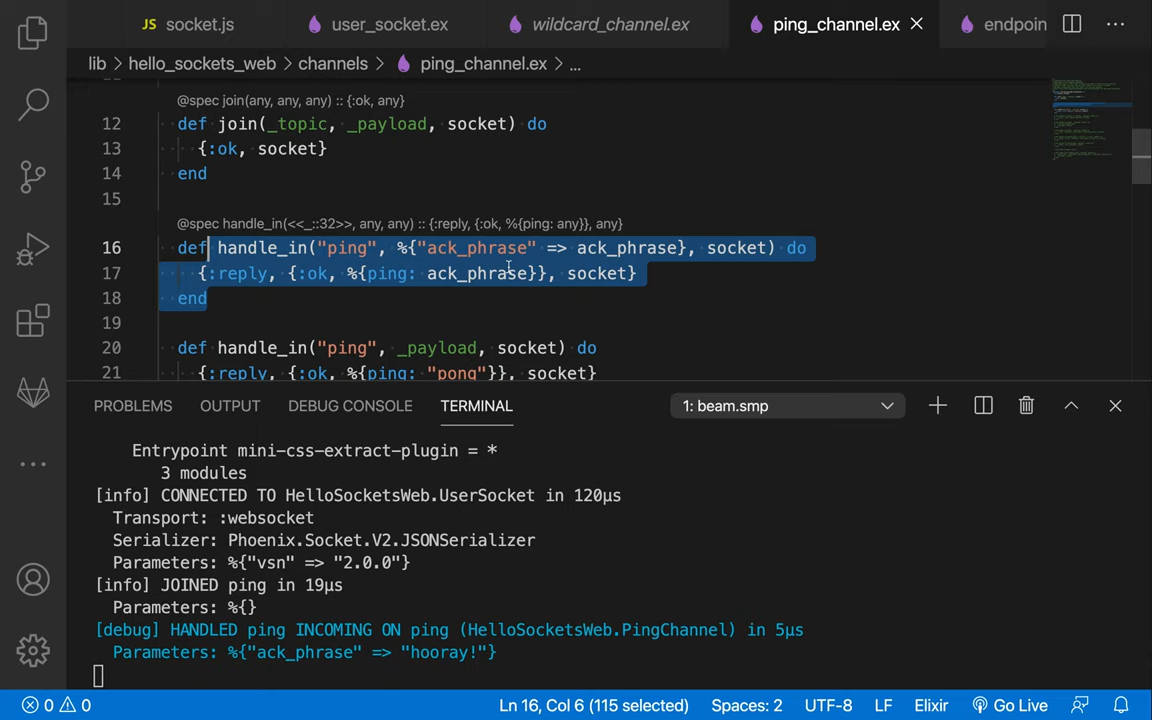 JS socket.js user_socket.ex wildcard_channel.ex ping_channel.ex endpoin
lib > hello_sockets_web > channels > ping_channel.ex > ...
@spec join(any, any, any) :: {:ok, any}
12 def join(_topic, _payload, socket) do
13 {:ok, socket}
14 end
15
@spec handle_in(<<_::32>>, any, any) :: {:reply, {:ok, %{ping: any}}, any}
16 def handle_in("ping", %{"ack_phrase" => ack_phrase}, socket) do
17 {:reply, {:ok, %{ping: ack_phrase}}, socket}
18 end
19
20 def handle_in("ping", _payload, socket) do
21 {:reply, {:ok, %{ping: "pong"}}, socket}
PROBLEMS OUTPUT DEBUG CONSOLE TERMINAL 1: beam.smp
Entrypoint mini-css-extract-plugin = *
3 modules
[info] CONNECTED TO HelloSocketsWeb.UserSocket in 120µs
Transport: :websocket
Serializer: Phoenix.Socket.V2.JSONSerializer
Parameters: %{"vsn" => "2.0.0"}
[info] JOINED ping in 19µs
Parameters: %{}
[debug] HANDLED ping INCOMING ON ping (HelloSocketsWeb.PingChannel) in 5µs
Parameters: %{"ack_phrase" => "hooray!"}
0 0 Ln 16, Col 6 (115 selected) Spaces: 2 UTF-8 LF Elixir Go Live